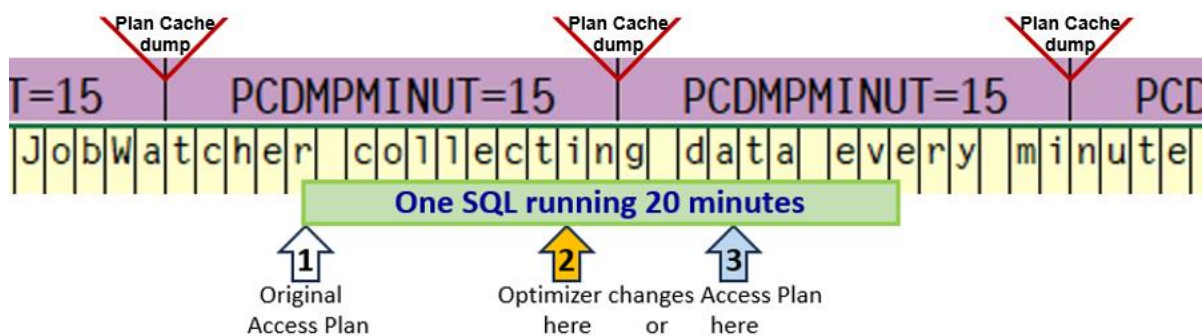 Plan Cache
dump
Plan Cache
dump
Plan Cache
dump
T=15
PCDMPMINUT=15
PCDMPMINUT=15
PCD
JobWatcher collecting data every minute
One SQL running 20 minutes
1
2
3
Original
Access Plan
Optimizer changes Access Plan
here or here